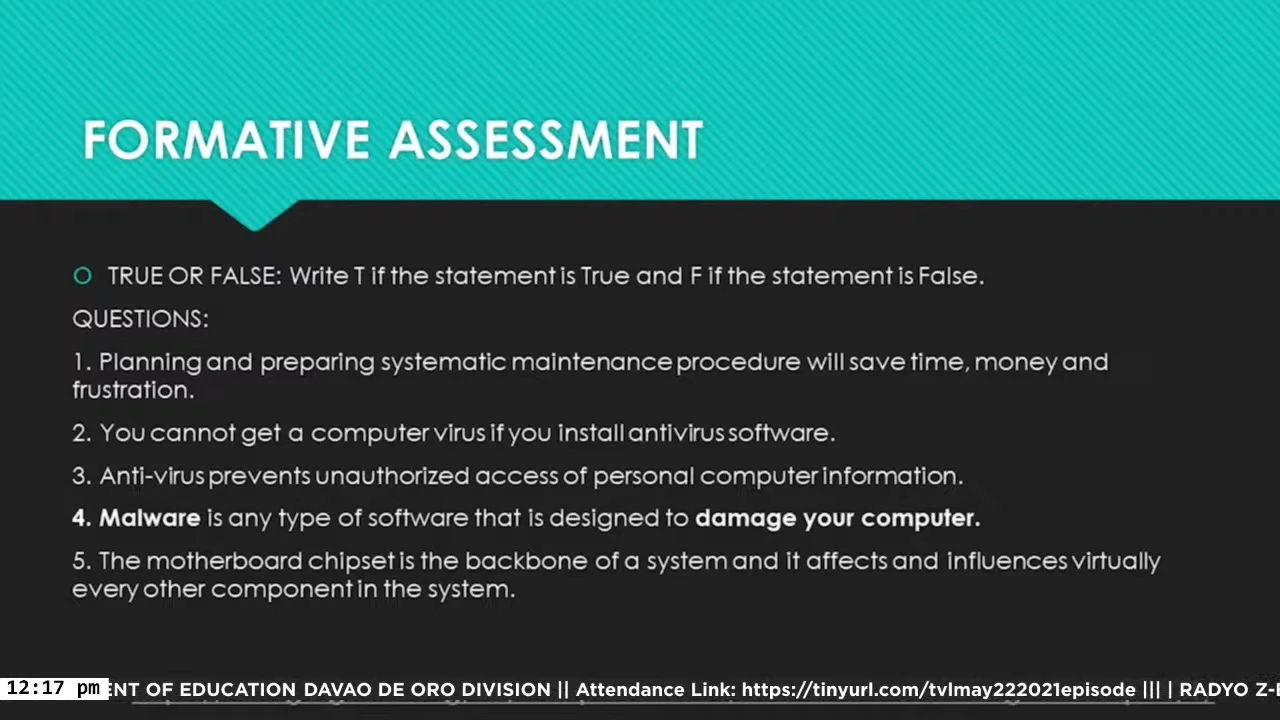 FORMATIVE ASSESSMENT
TRUE OR FALSE: Write T if the statement is True and F if the statement is False.
QUESTIONS:
1. Planning and preparing systematic maintenance procedure will save time, money and
frustration.
2. You cannot get a computer virus if you install antivirus software.
3. Anti-virus prevents unauthorized access of personal computer information.
4. Malware is any type of software that is designed to damage your computer.
5. The motherboard chipset is the backbone of a system and it affects and influences virtually
every other component in the system.
12:17 pm ENT OF EDUCATION DAVAO DE ORO DIVISION || Attendance Link: https://tinyurl.com/tvlmay222021episode ||| | RADYO Z-